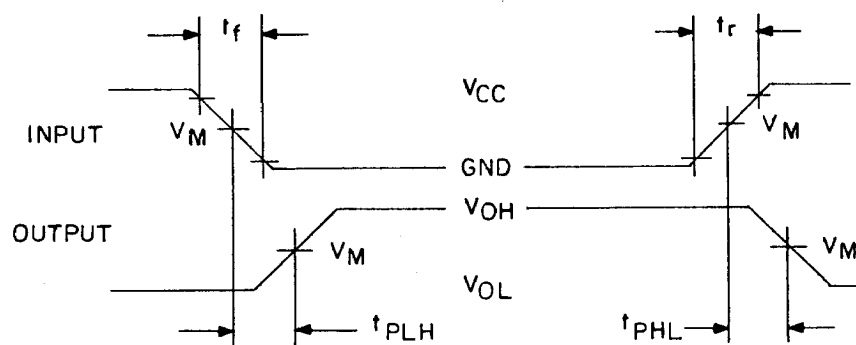 tf
tr
VCC
INPUT
VM
VM
GND
VOH
OUTPUT
VM
VM
VOL
tPLH
tPHL